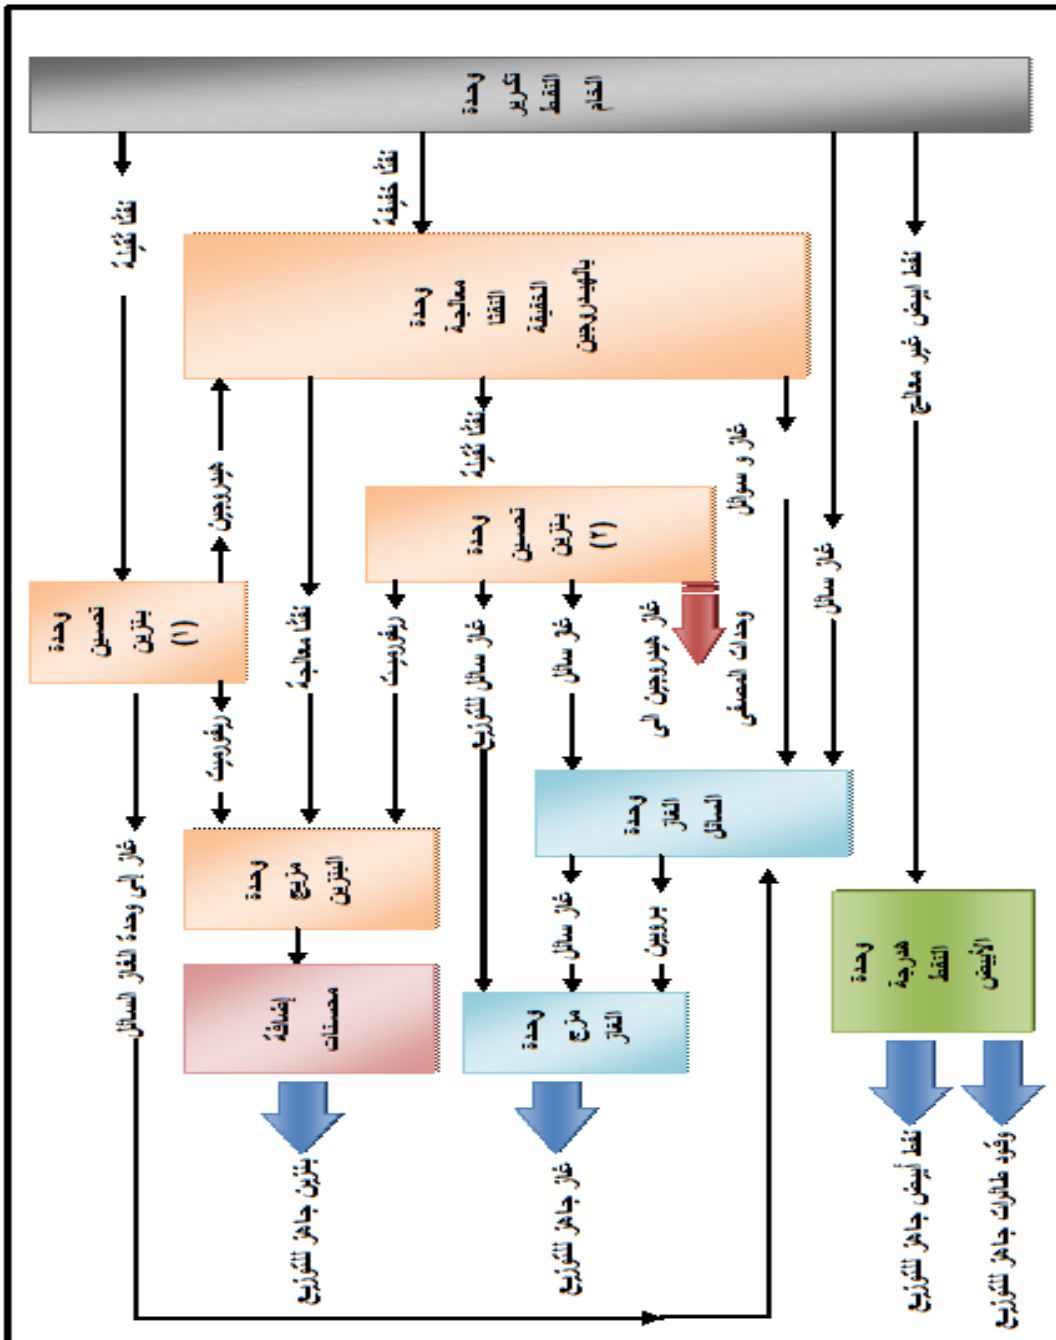 وحدة
تكرير
النفط
الخام
نفثا ثقيلة
نفثا خفيفة
نفط ابيض غير معالج
وحدة
معالجة
النفثا
الخفيفة
بالهيدروجين
هيدروجين
نفثا ثقيلة
غاز و سوائل
غاز سائل
وحدة
تحسين
بنزين
(١)
وحدة
تحسين
بنزين
(٢)
ريفورميت
نفثا معالجة
ريفورميت
غاز سائل للتوزيع
غاز سائل
غاز هيدروجين الى
وحدات المصفى
وحدة
الغاز
السائل
غاز إلى وحدة الغاز السائل
وحدة
مزيج
البنزين
غاز سائل
بروبين
وحدة
هدرجة
النفط
الأبيض
إضافة
محسنات
وحدة
مزج
الغاز
بنزين جاهز للتوزيع
غاز جاهز للتوزيع
نفط أبيض جاهز للتوزيع
وقود طائرات جاهز للتوزيع